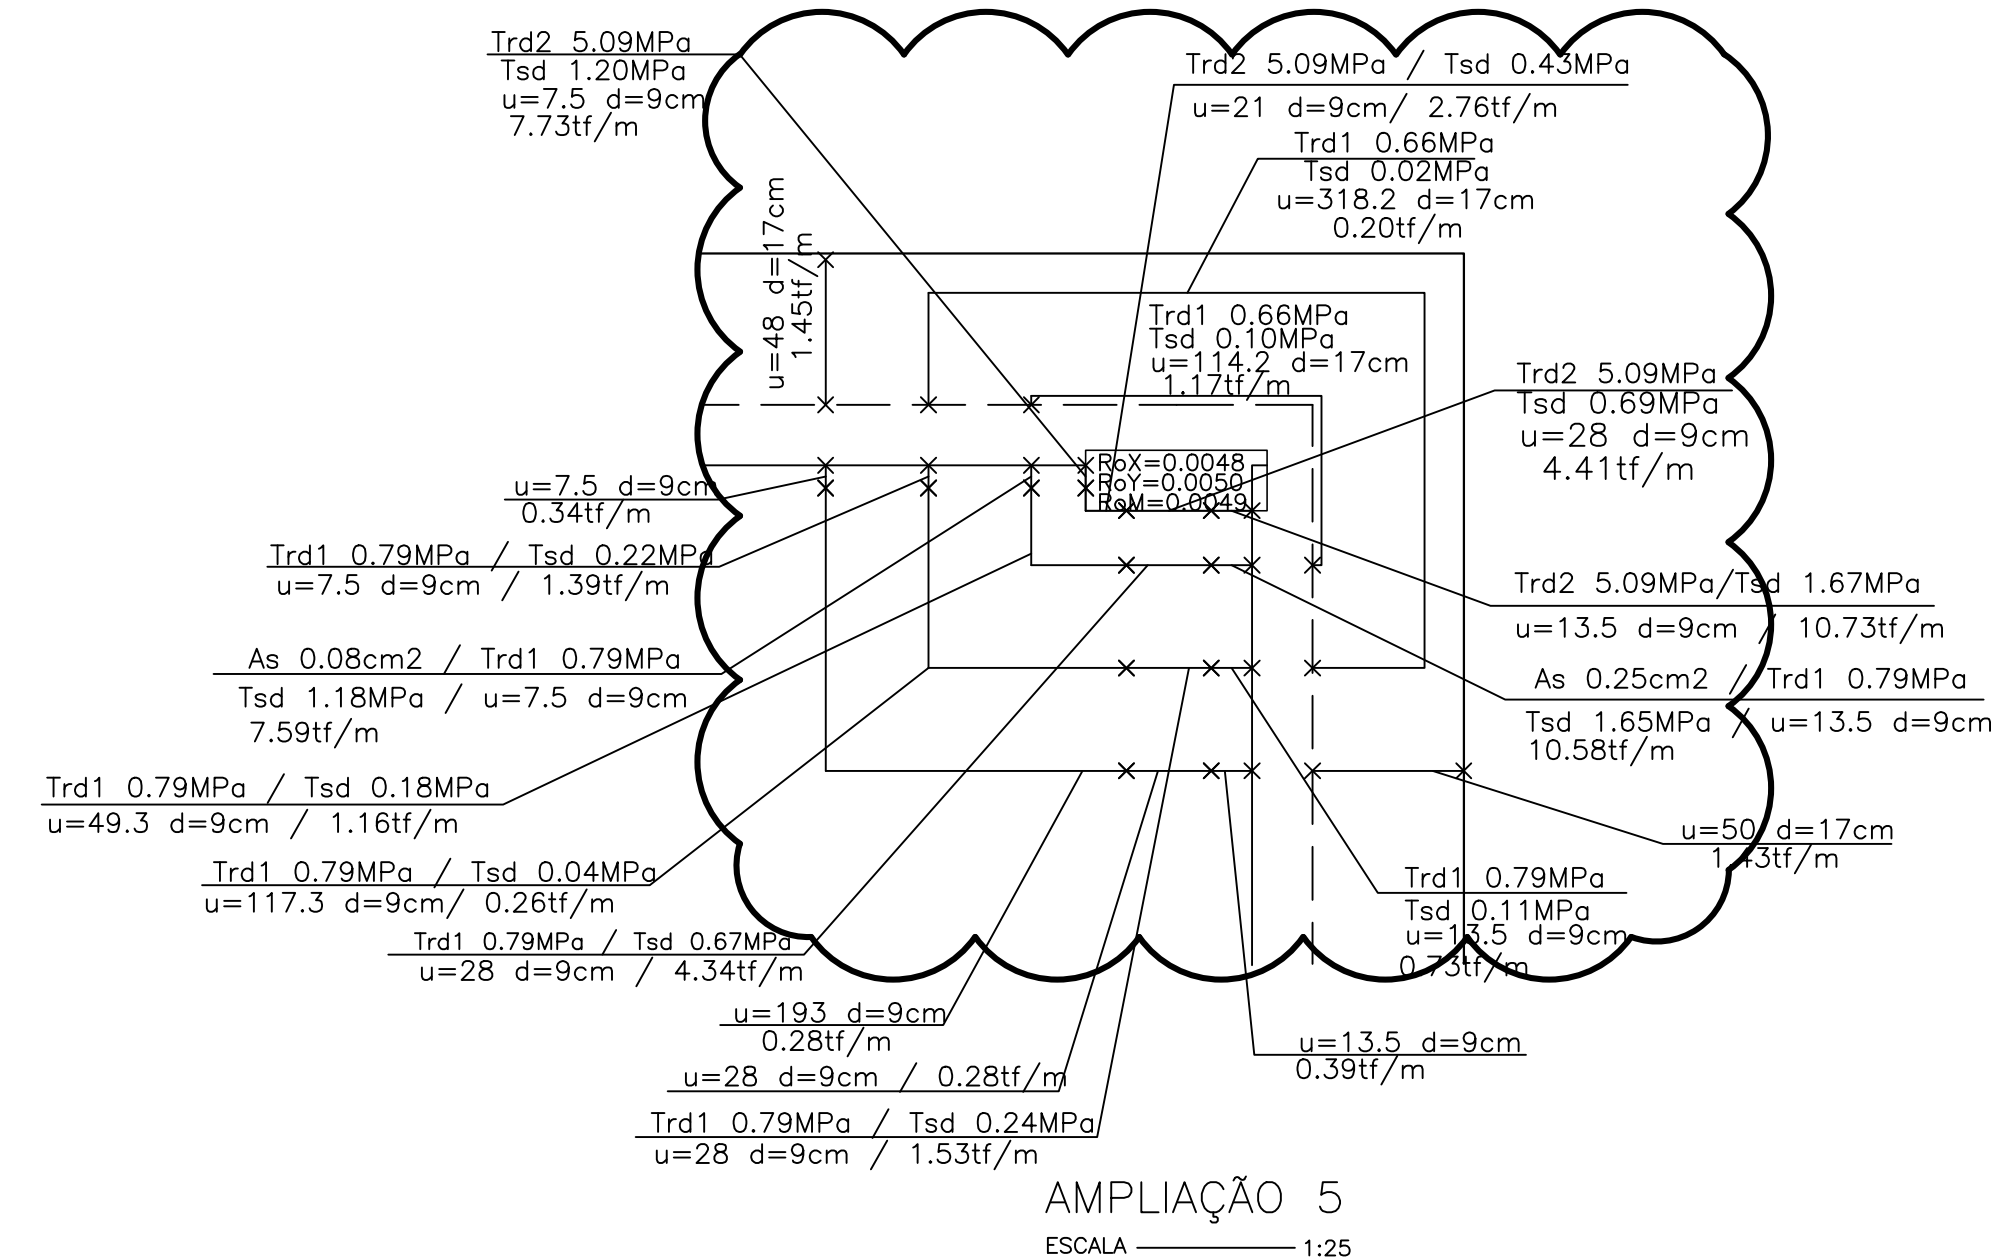 Trd2 5.09MPa
Tsd 1.20MPa
u=7.5 d=9cm
7.73tf/m
Trd2 5.09MPa / Tsd 0.43MPa
u=21 d=9cm/ 2.76tf/m
Trd1 0.66MPa
Tsd 0.02MPa
u=318.2 d=17cm
0.20tf/m
u=48 d=17cm
1.45tf/m
Trd1 0.66MPa
Tsd 0.10MPa
u=114.2 d=17cm
1.17tf/m
Trd2 5.09MPa
Tsd 0.69MPa
u=28 d=9cm
4.41tf/m
RoX=0.0048
RoY=0.0050
RoM=0.0049
u=7.5 d=9cm
0.34tf/m
Trd1 0.79MPa / Tsd 0.22MPa
u=7.5 d=9cm / 1.39tf/m
Trd2 5.09MPa/Tsd 1.67MPa
u=13.5 d=9cm / 10.73tf/m
As 0.08cm2 / Trd1 0.79MPa
Tsd 1.18MPa / u=7.5 d=9cm
7.59tf/m
As 0.25cm2 / Trd1 0.79MPa
Tsd 1.65MPa / u=13.5 d=9cm
10.58tf/m
Trd1 0.79MPa / Tsd 0.18MPa
u=49.3 d=9cm / 1.16tf/m
u=50 d=17cm
1.43tf/m
Trd1 0.79MPa / Tsd 0.04MPa
u=117.3 d=9cm/ 0.26tf/m
Trd1 0.79MPa
Tsd 0.11MPa
u=13.5 d=9cm
0.73tf/m
Trd1 0.79MPa / Tsd 0.67MPa
u=28 d=9cm / 4.34tf/m
u=193 d=9cm
0.28tf/m
u=13.5 d=9cm
0.39tf/m
u=28 d=9cm / 0.28tf/m
Trd1 0.79MPa / Tsd 0.24MPa
u=28 d=9cm / 1.53tf/m
AMPLIAÇÃO 5
ESCALA 1:25